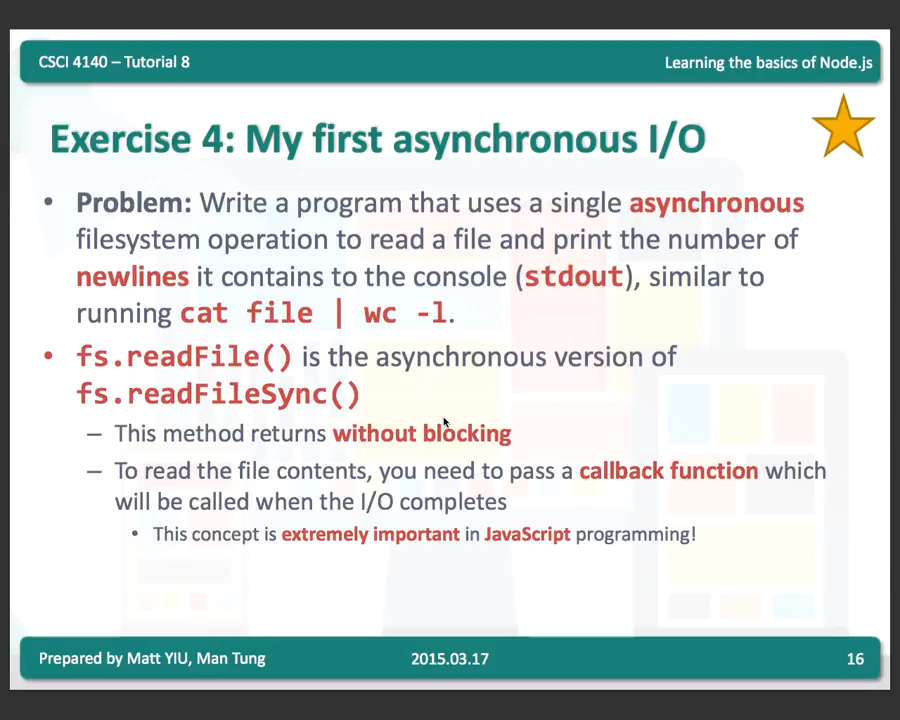 CSCI 4140 – Tutorial 8
Learning the basics of Node.js
Exercise 4: My first asynchronous I/O
• Problem: Write a program that uses a single asynchronous
filesystem operation to read a file and print the number of
newlines it contains to the console (stdout), similar to
running cat file | wc -l.
• fs.readFile() is the asynchronous version of
fs.readFileSync()
– This method returns without blocking
– To read the file contents, you need to pass a callback function which
will be called when the I/O completes
• This concept is extremely important in JavaScript programming!
Prepared by Matt YIU, Man Tung
2015.03.17
16